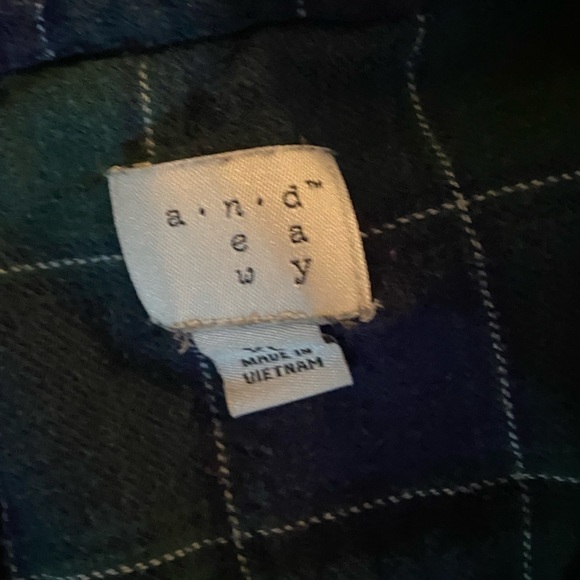 a · n · d™
e a
w y
MADE IN
VIETNAM